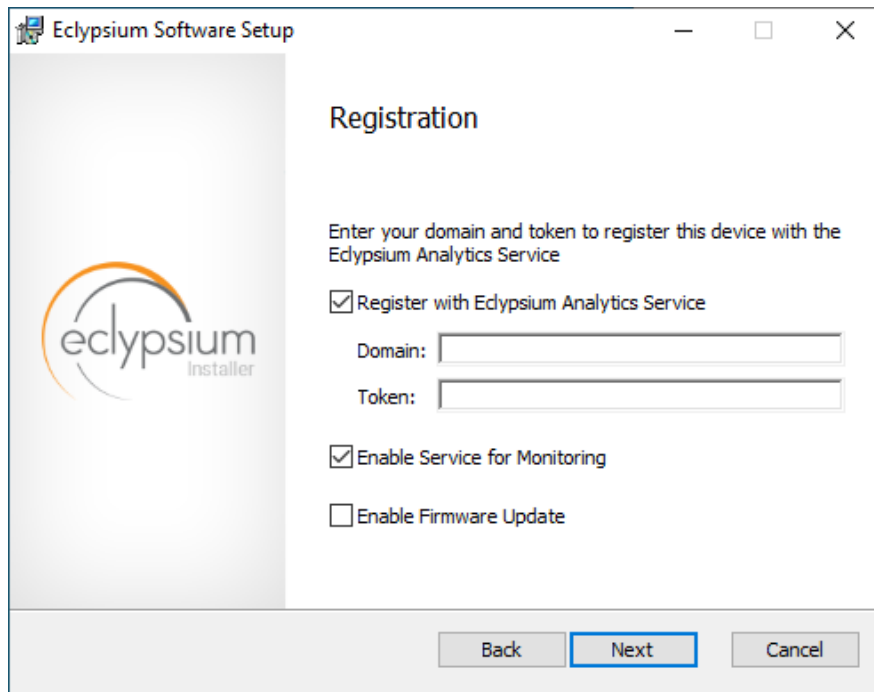 Eclypsium Software Setup
Registration
Enter your domain and token to register this device with the
Eclypsium Analytics Service
Register with Eclypsium Analytics Service
Domain:
Token:
Enable Service for Monitoring
Enable Firmware Update
eclypsium
Installer
Back
Next
Cancel